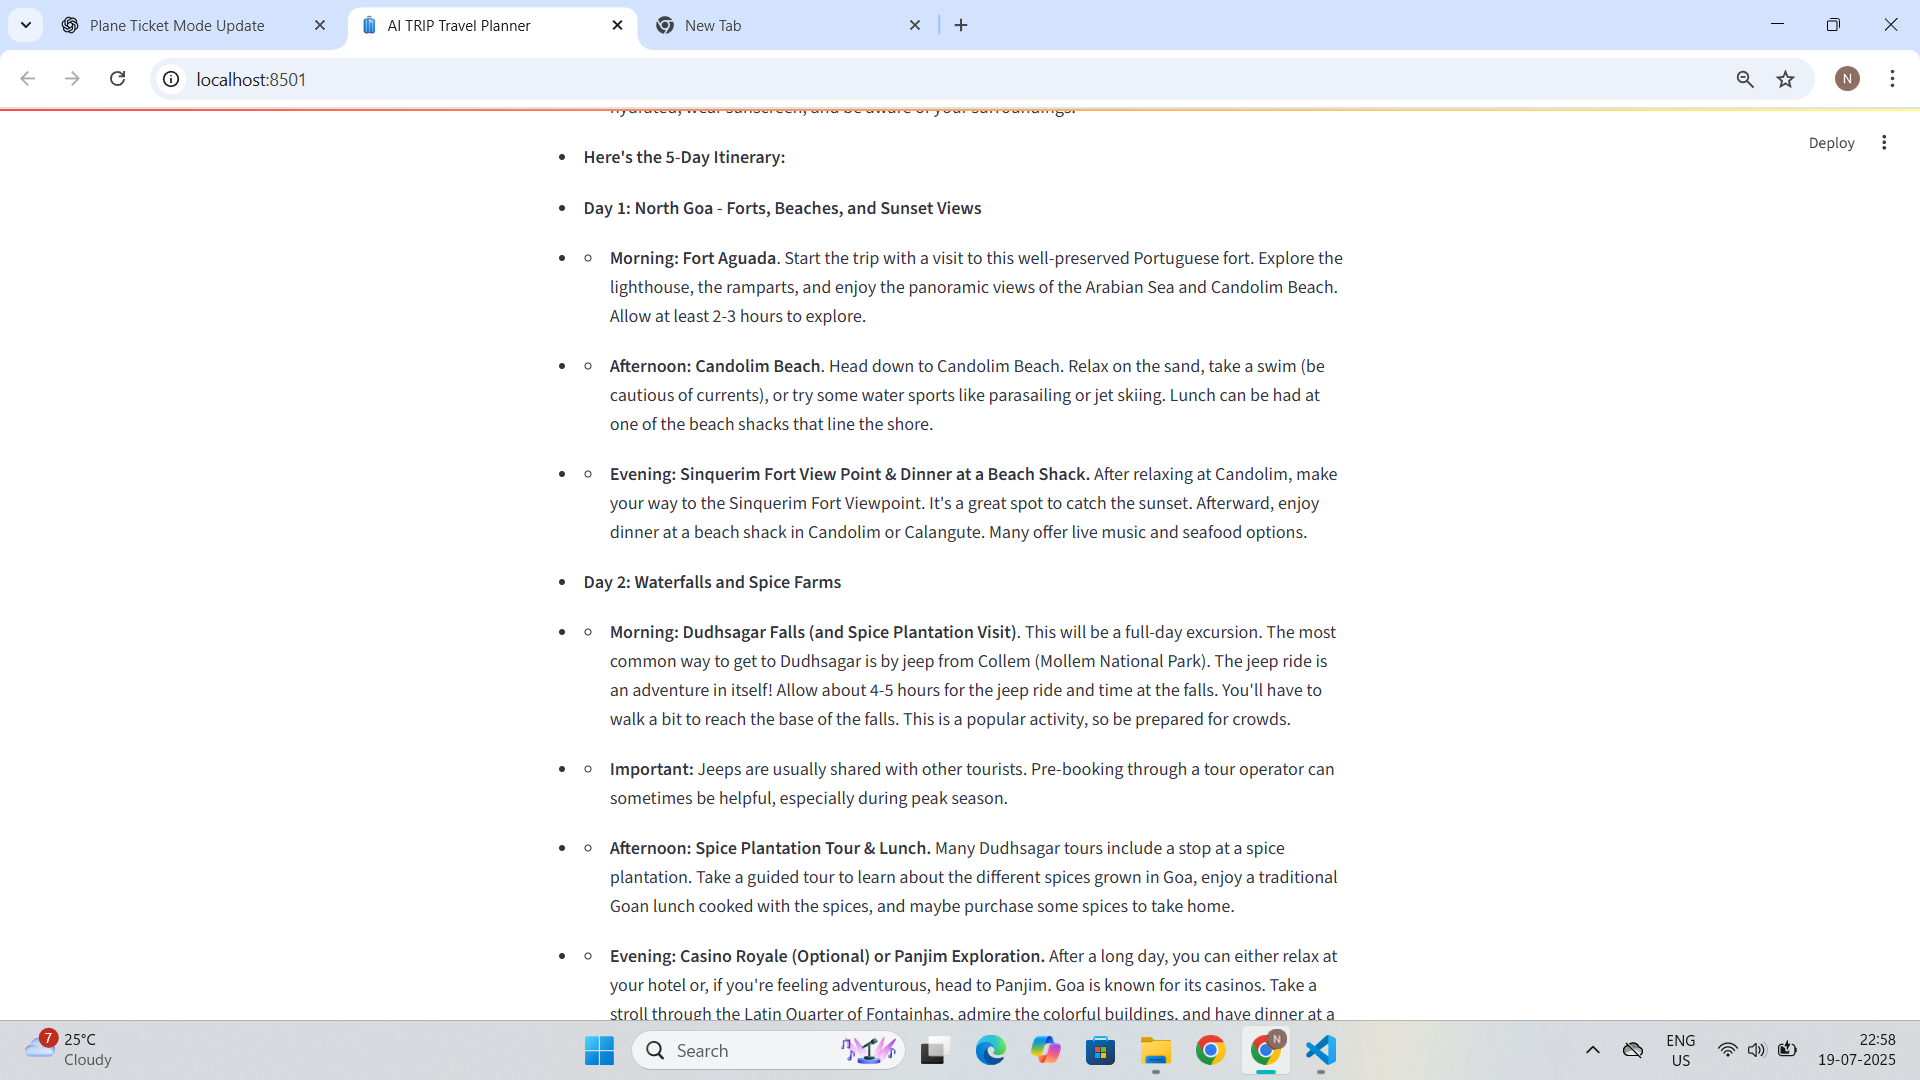 Plane Ticket Mode Update
AI TRIP Travel Planner
New Tab
localhost:8501
N
hydrated, wear sunscreen, and be aware of your surroundings.
Deploy
Here's the 5-Day Itinerary:
Day 1: North Goa - Forts, Beaches, and Sunset Views
Morning: Fort Aguada. Start the trip with a visit to this well-preserved Portuguese fort. Explore the
lighthouse, the ramparts, and enjoy the panoramic views of the Arabian Sea and Candolim Beach.
Allow at least 2-3 hours to explore.
Afternoon: Candolim Beach. Head down to Candolim Beach. Relax on the sand, take a swim (be
cautious of currents), or try some water sports like parasailing or jet skiing. Lunch can be had at
one of the beach shacks that line the shore.
Evening: Sinquerim Fort View Point & Dinner at a Beach Shack. After relaxing at Candolim, make
your way to the Sinquerim Fort Viewpoint. It's a great spot to catch the sunset. Afterward, enjoy
dinner at a beach shack in Candolim or Calangute. Many offer live music and seafood options.
Day 2: Waterfalls and Spice Farms
Morning: Dudhsagar Falls (and Spice Plantation Visit). This will be a full-day excursion. The most
common way to get to Dudhsagar is by jeep from Collem (Mollem National Park). The jeep ride is
an adventure in itself! Allow about 4-5 hours for the jeep ride and time at the falls. You'll have to
walk a bit to reach the base of the falls. This is a popular activity, so be prepared for crowds.
Important: Jeeps are usually shared with other tourists. Pre-booking through a tour operator can
sometimes be helpful, especially during peak season.
Afternoon: Spice Plantation Tour & Lunch. Many Dudhsagar tours include a stop at a spice
plantation. Take a guided tour to learn about the different spices grown in Goa, enjoy a traditional
Goan lunch cooked with the spices, and maybe purchase some spices to take home.
Evening: Casino Royale (Optional) or Panjim Exploration. After a long day, you can either relax at
your hotel or, if you're feeling adventurous, head to Panjim. Goa is known for its casinos. Take a
stroll through the Latin Quarter of Fontainhas, admire the colorful buildings, and have dinner at a
7
25°C
Cloudy
Search
N
ENG
US
22:58
19-07-2025